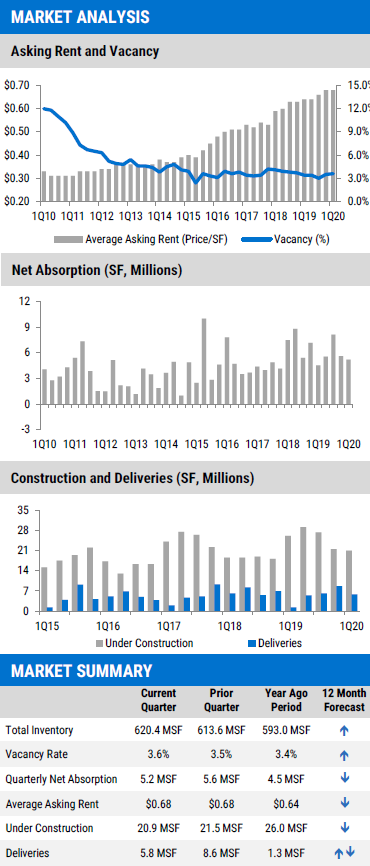 MARKET ANALYSIS
Asking Rent and Vacancy
$0.70 15.0%
$0.60 12.0%
$0.50 9.0%
$0.40 6.0%
$0.30 3.0%
$0.20 0.0%
1Q10 1Q11 1Q12 1Q13 1Q14 1Q15 1Q16 1Q17 1Q18 1Q19 1Q20
Average Asking Rent (Price/SF) Vacancy (%)
Net Absorption (SF, Millions)
12
9
6
3
0
-3
1Q10 1Q11 1Q12 1Q13 1Q14 1Q15 1Q16 1Q17 1Q18 1Q19 1Q20
Construction and Deliveries (SF, Millions)
35
28
21
14
7
0
1Q15 1Q16 1Q17 1Q18 1Q19 1Q20
Under Construction Deliveries
MARKET SUMMARY
Current Quarter Prior Quarter Year Ago Period 12 Month Forecast
Total Inventory 620.4 MSF 613.6 MSF 593.0 MSF ↑
Vacancy Rate 3.6% 3.5% 3.4% ↑
Quarterly Net Absorption 5.2 MSF 5.6 MSF 4.5 MSF ↓
Average Asking Rent $0.68 $0.68 $0.64 ↓
Under Construction 20.9 MSF 21.5 MSF 26.0 MSF ↓
Deliveries 5.8 MSF 8.6 MSF 1.3 MSF ↑↓